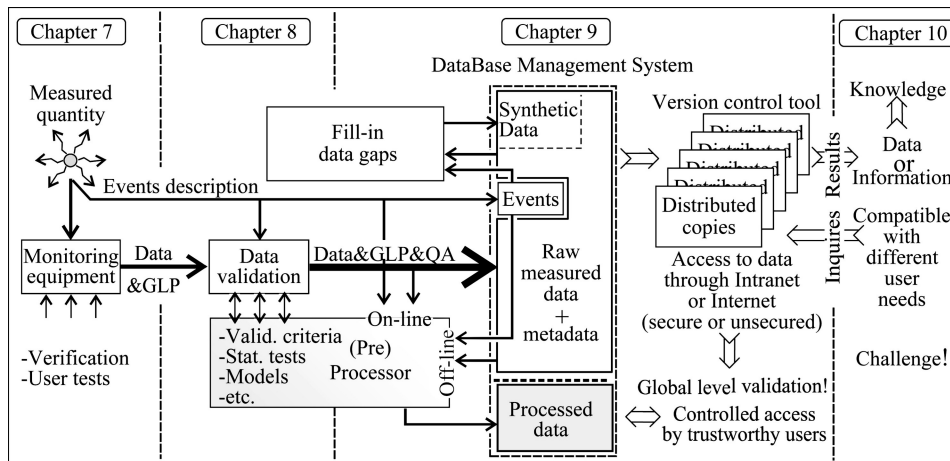 Chapter 7
Chapter 8
Chapter 9
Chapter 10
DataBase Management System
Measured
quantity
Fill-in
data gaps
Synthetic
Data
Version control tool
Distributed
Distributed
Distributed
Distributed
Distributed
copies
Results
Inquires
Knowledge
Data
or
Information
Events description
Events
Monitoring
equipment
Data
&GLP
Data
validation
Data&GLP&QA
Raw
measured
data
+
metadata
Access to data
through Intranet
or Internet
(secure or unsecured)
Compatible
with
different
user
needs
On-line
Off-line
-Valid. criteria
-Stat. tests
-Models
-etc.
(Pre)
Processor
-Verification
-User tests
Challenge!
Global level validation!
Processed
data
Controlled access
by trustworthy users